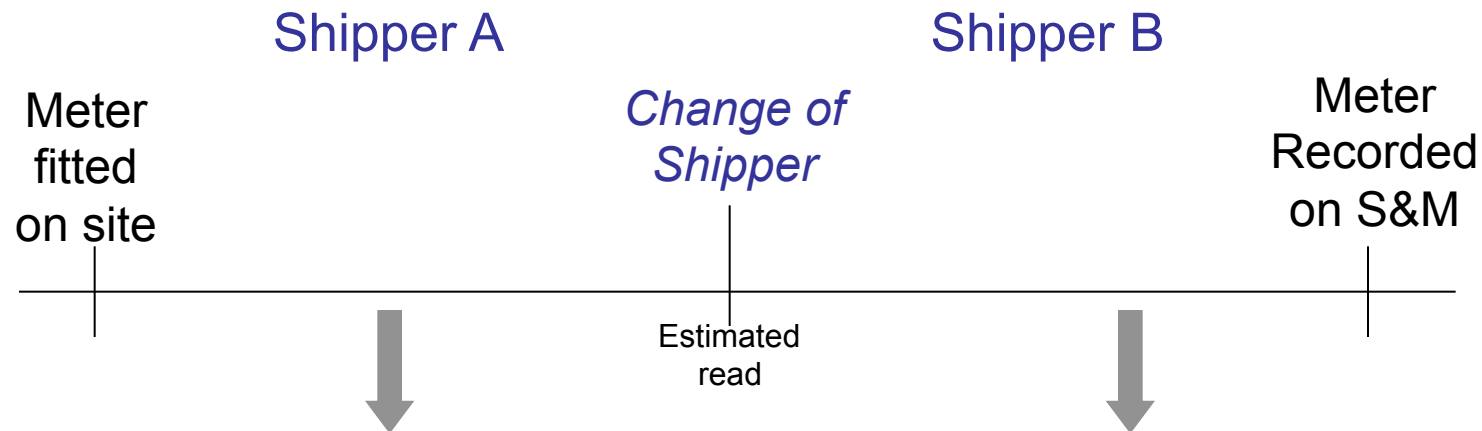 Shipper A
Shipper B
Meter
fitted
on site
Change of
Shipper
Meter
Recorded
on S&M
Estimated
read